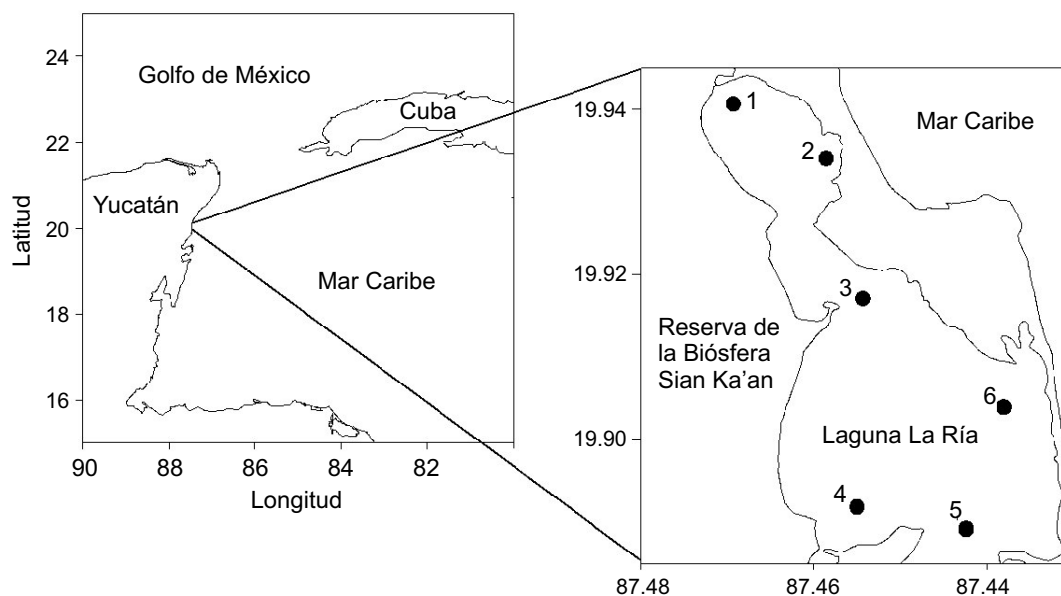 24
22
20
18
16
Latitud
90
88
86
84
82
Longitud
Golfo de México
Cuba
Yucatán
Mar Caribe
19.94
19.92
19.90
87.48
87.46
87.44
1
2
Mar Caribe
3
Reserva de
la Biósfera
Sian Ka’an
6
Laguna La Ría
4
5